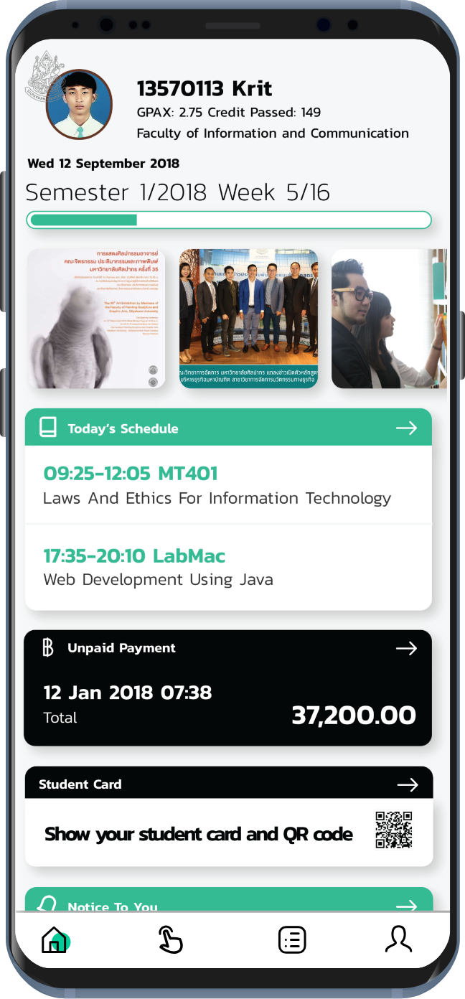 13570113 Krit
GPAX: 2.75 Credit Passed: 149
Faculty of Information and Communication
Wed 12 September 2018
Semester 1/2018 Week 5/16
การแสดงศิลปกรรมอาจารย์
คณะจิตรกรรม ประติมากรรมและภาพพิมพ์
มหาวิทยาลัยศิลปากร ครั้งที่ 35
The 35th Art Exhibition by Members of
the Faculty of Painting Sculpture and
Graphic Arts, Silpakorn University
คณะวิทยาการจัดการ มหาวิทยาลัยศิลปากร แถลงข่าวเปิดตัวหลักสูตร
บริหารธุรกิจมหาบัณฑิต สาขาวิชาการจัดการนวัตกรรมทางธุรกิจ
Today's Schedule
09:25-12:05 MT401
Laws And Ethics For Information Technology
17:35-20:10 LabMac
Web Development Using Java
Unpaid Payment
12 Jan 2018 07:38
Total
37,200.00
Student Card
Show your student card and QR code
Notice To You